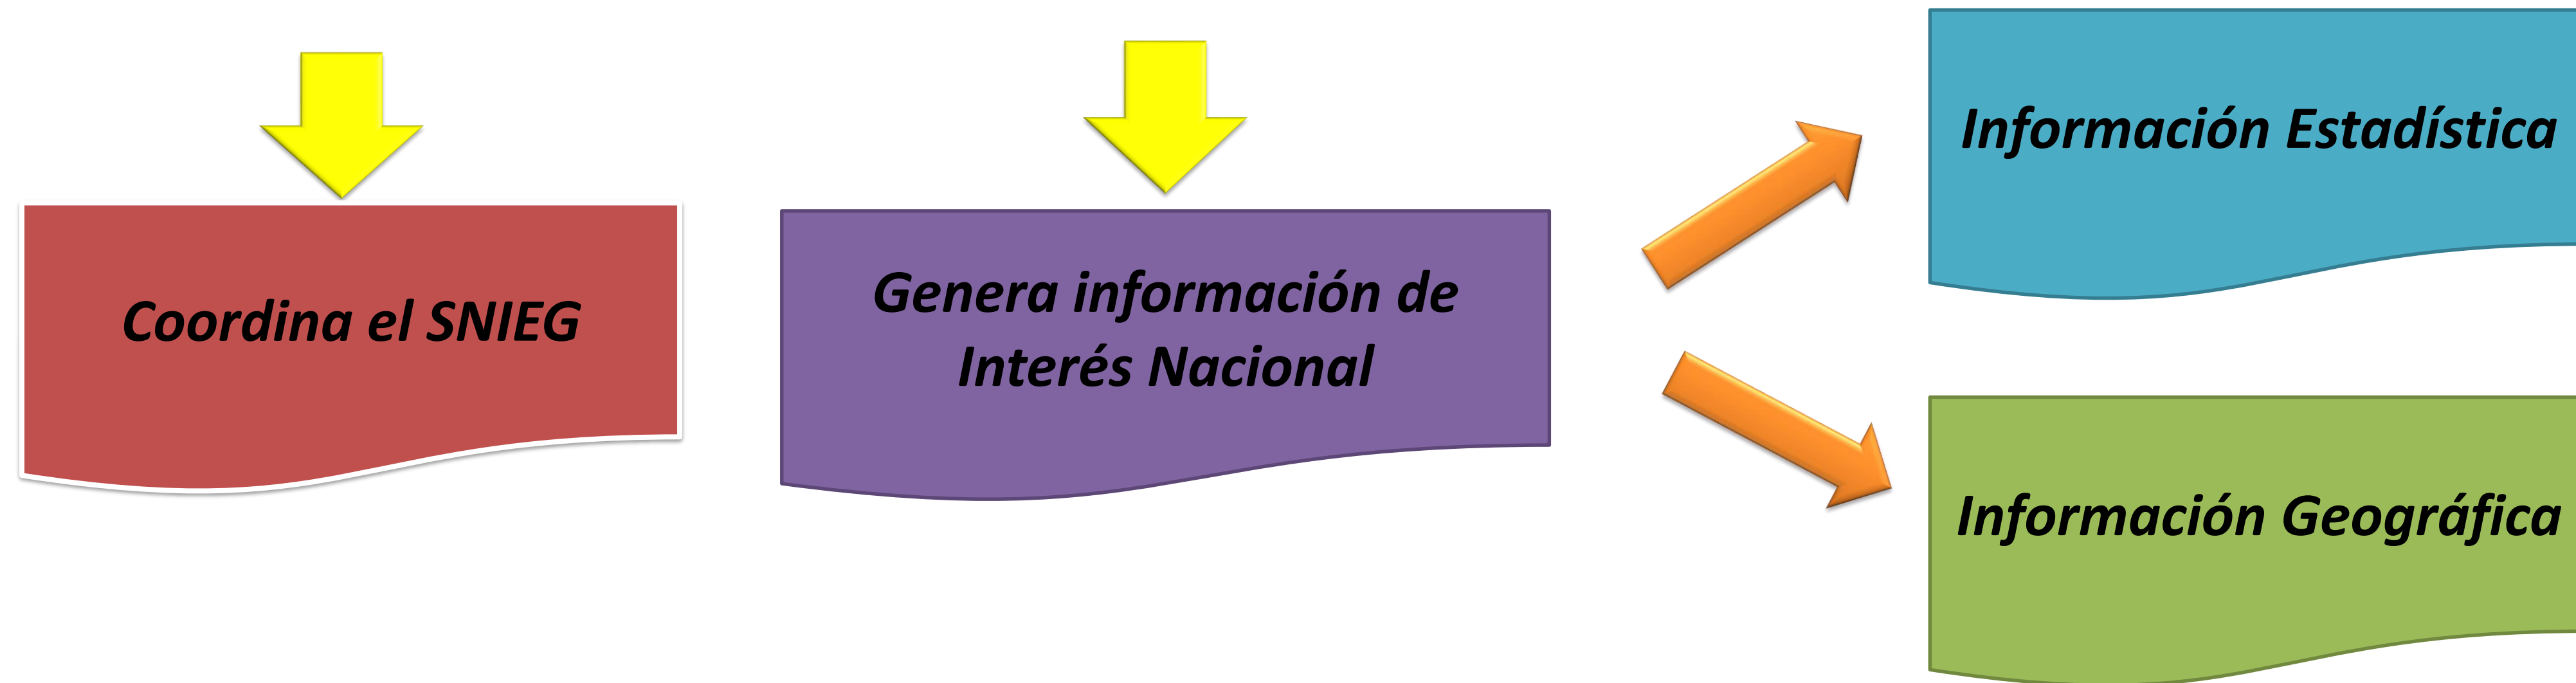 Coordina el SNIEG
Genera información de
Interés Nacional
Información Estadística
Información Geográfica